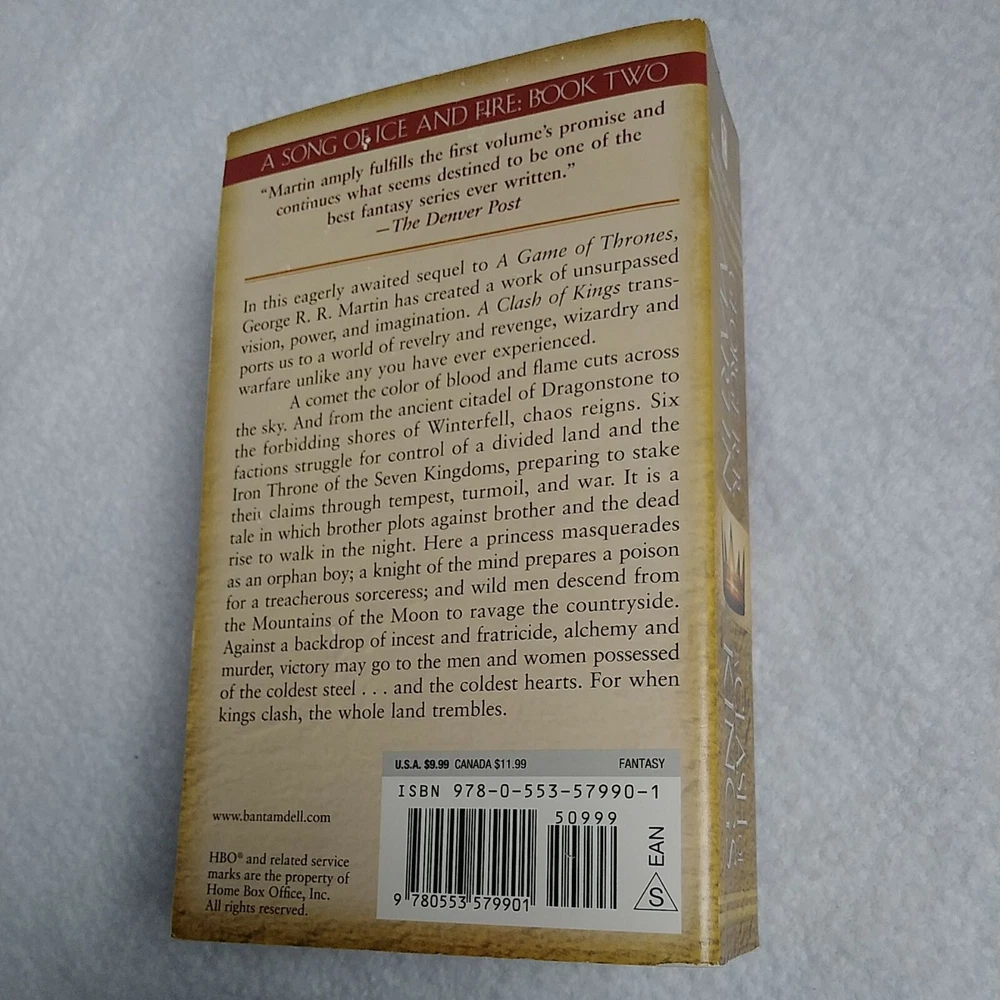 A SONG OF ICE AND FIRE: BOOK TWO
“Martin amply fulfills the first volume’s promise and
continues what seems destined to be one of the
best fantasy series ever written.”
—The Denver Post
In this eagerly awaited sequel to A Game of Thrones,
George R. R. Martin has created a work of unsurpassed
vision, power, and imagination. A Clash of Kings trans-
ports us to a world of revelry and revenge, wizardry and
warfare unlike any you have ever experienced.
A comet the color of blood and flame cuts across
the sky. And from the ancient citadel of Dragonstone to
the forbidding shores of Winterfell, chaos reigns. Six
factions struggle for control of a divided land and the
Iron Throne of the Seven Kingdoms, preparing to stake
their claims through tempest, turmoil, and war. It is a
tale in which brother plots against brother and the dead
rise to walk in the night. Here a princess masquerades
as an orphan boy; a knight of the mind prepares a poison
for a treacherous sorceress; and wild men descend from
the Mountains of the Moon to ravage the countryside.
Against a backdrop of incest and fratricide, alchemy and
murder, victory may go to the men and women possessed
of the coldest steel . . . and the coldest hearts. For when
kings clash, the whole land trembles.
U.S.A. $9.99 CANADA $11.99 FANTASY
ISBN 978-0-553-57990-1
50999
9 780553 579901
EAN
S
www.bantamdell.com
HBO® and related service
marks are the property of
Home Box Office, Inc.
All rights reserved.